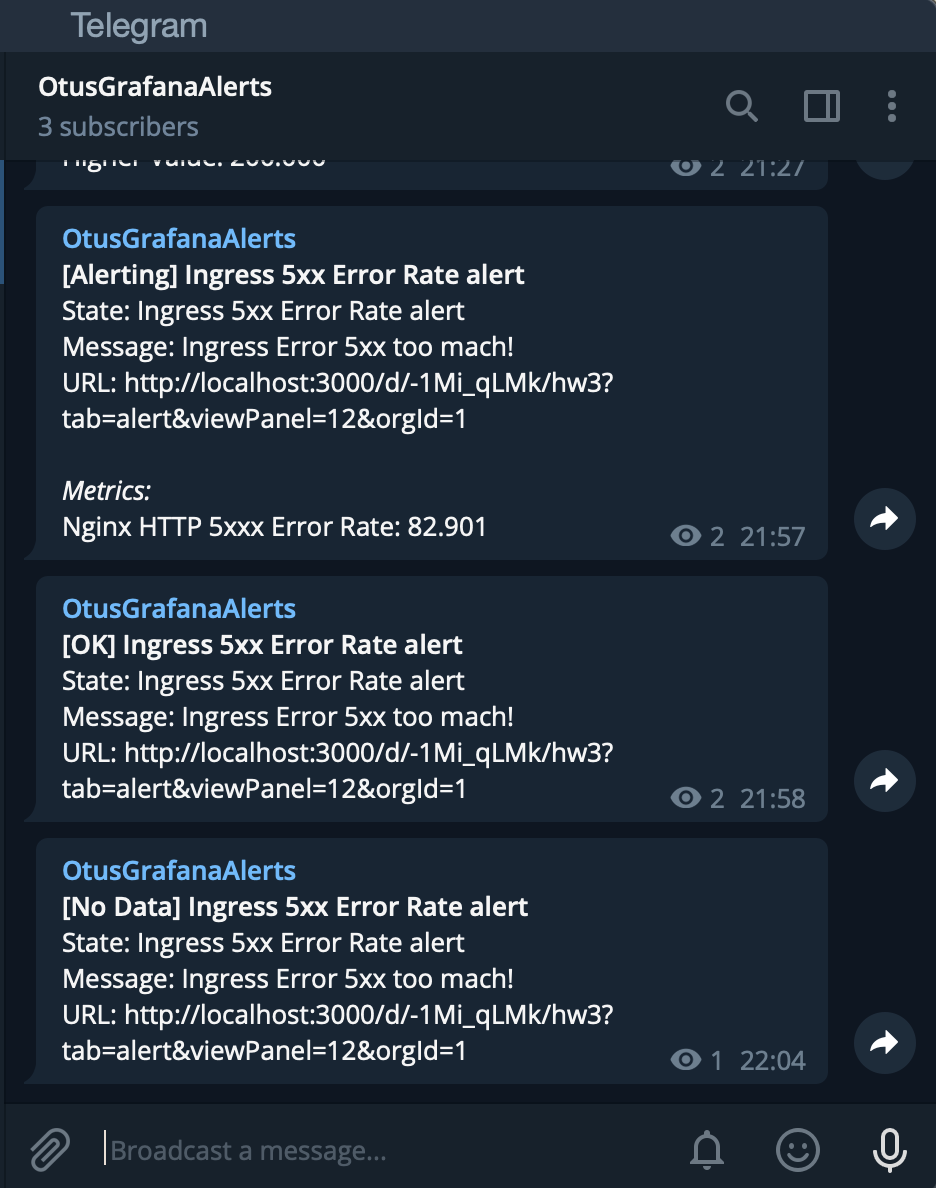 Telegram
OtusGrafanaAlerts
3 subscribers
Higher Value: 200.000
2 21:27
OtusGrafanaAlerts
[Alerting] Ingress 5xx Error Rate alert
State: Ingress 5xx Error Rate alert
Message: Ingress Error 5xx too mach!
URL: http://localhost:3000/d/-1Mi_qLMk/hw3?
tab=alert&viewPanel=12&orgId=1
Metrics:
Nginx HTTP 5xxx Error Rate: 82.901
2 21:57
OtusGrafanaAlerts
[OK] Ingress 5xx Error Rate alert
State: Ingress 5xx Error Rate alert
Message: Ingress Error 5xx too mach!
URL: http://localhost:3000/d/-1Mi_qLMk/hw3?
tab=alert&viewPanel=12&orgId=1
2 21:58
OtusGrafanaAlerts
[No Data] Ingress 5xx Error Rate alert
State: Ingress 5xx Error Rate alert
Message: Ingress Error 5xx too mach!
URL: http://localhost:3000/d/-1Mi_qLMk/hw3?
tab=alert&viewPanel=12&orgId=1
1 22:04
Broadcast a message...